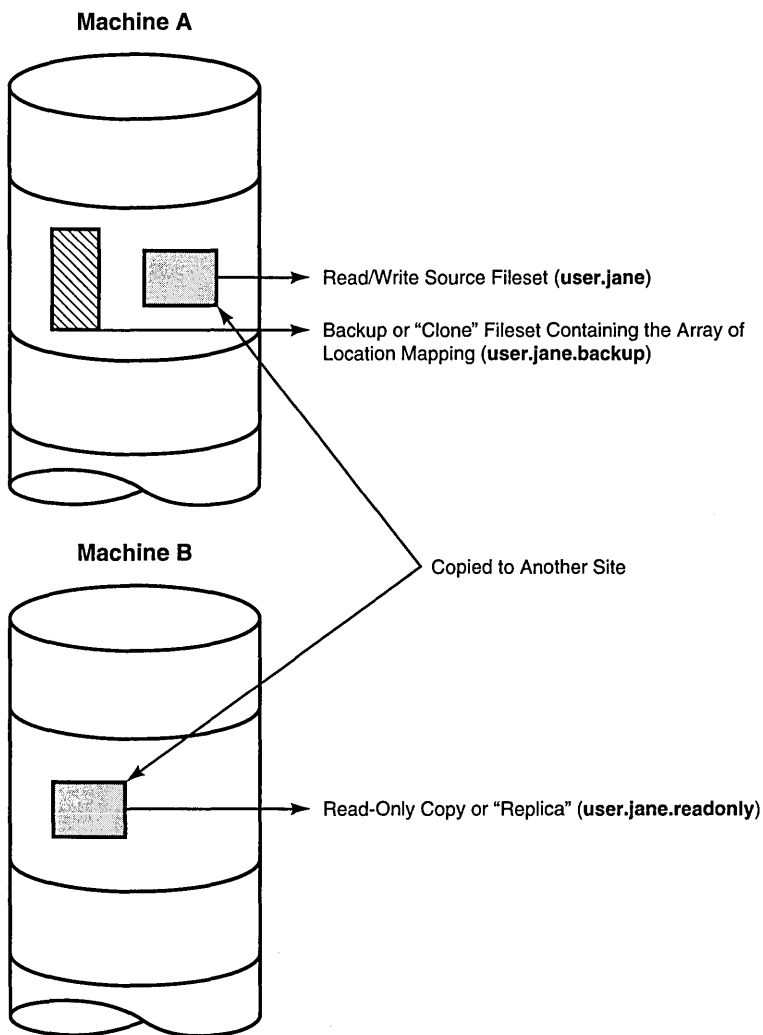 Machine A
Read/Write Source Fileset (user.jane)
Backup or “Clone” Fileset Containing the Array of
Location Mapping (user.jane.backup)
Machine B
Copied to Another Site
Read-Only Copy or “Replica” (user.jane.readonly)